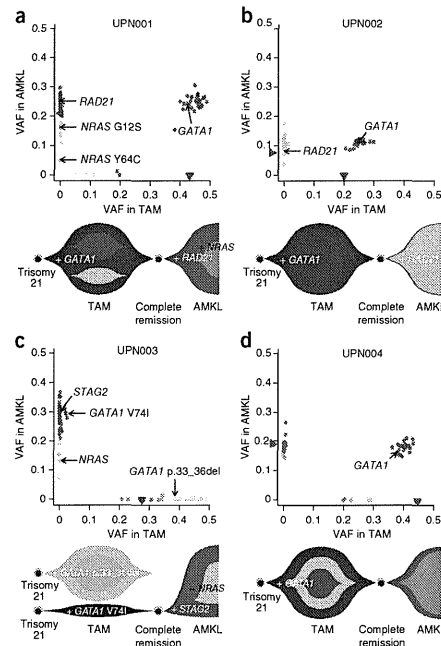 a
UPN001
VAF in AMKL
0.5
0.4
0.3
0.2
0.1
0
RAD21
NRAS G12S
NRAS Y64C
GATA1
0 0.1 0.2 0.3 0.4 0.5
VAF in TAM
+ GATA1
+ RAD21
NRAS
Trisomy
21
TAM
Complete
remission
AMKL
b
UPN002
VAF in AMKL
0.5
0.4
0.3
0.2
0.1
0
RAD21
GATA1
0 0.1 0.2 0.3 0.4 0.5
VAF in TAM
+ GATA1
Trisomy
21
TAM
Complete
remission
AMKL
c
UPN003
VAF in AMKL
0.5
0.4
0.3
0.2
0.1
0
STAG2
GATA1 V74I
NRAS
GATA1 p.33_36del
0 0.1 0.2 0.3 0.4 0.5
VAF in TAM
Trisomy
21
+ GATA1 V74I
+ STAG2
NRAS
Trisomy
21
TAM
Complete
remission
AMKL
d
UPN004
VAF in AMKL
0.5
0.4
0.3
0.2
0.1
0
GATA1
0 0.1 0.2 0.3 0.4 0.5
VAF in TAM
+ GATA1
Trisomy
21
TAM
Complete
remission
AMKL